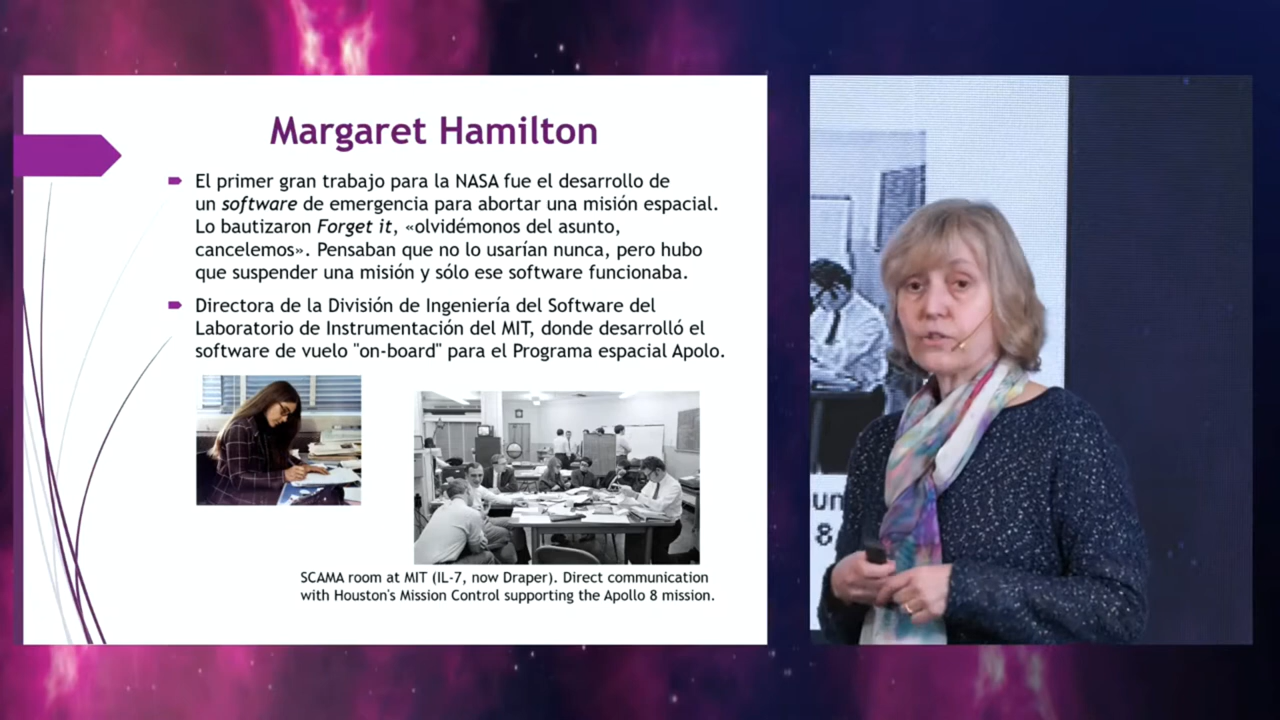 Margaret Hamilton
El primer gran trabajo para la NASA fue el desarrollo de
un software de emergencia para abortar una misión espacial.
Lo bautizaron Forget it, «olvidémonos del asunto,
cancelemos». Pensaban que no lo usarían nunca, pero hubo
que suspender una misión y sólo ese software funcionaba.
Directora de la División de Ingeniería del Software del
Laboratorio de Instrumentación del MIT, donde desarrolló el
software de vuelo "on-board" para el Programa espacial Apolo.
SCAMA room at MIT (IL-7, now Draper). Direct communication
with Houston's Mission Control supporting the Apollo 8 mission.
un
8